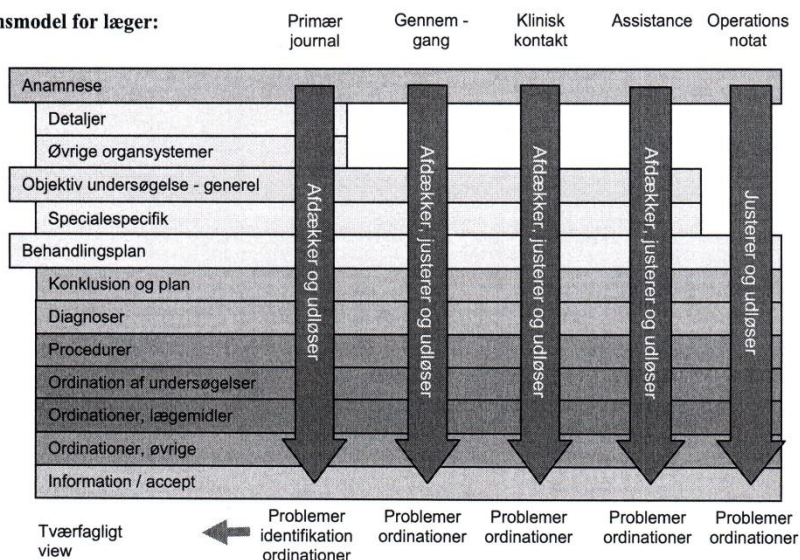 nsmodel for læger:
Primær
journal
Gennem -
gang
Klinisk
kontakt
Assistance
Operations
notat
Anamnese
Detaljer
Øvrige organsystemer
Objektiv undersøgelse - generel
Specialespecifik
Behandlingsplan
Konklusion og plan
Diagnoser
Procedurer
Ordination af undersøgelser
Ordinationer, lægemidler
Ordinationer, øvrige
Information / accept
Afdækker og udløser
Afdækker, justerer og udløser
Afdækker, justerer og udløser
Afdækker, justerer og udløser
Justerer og udløser
Tværfagligt
view
Problemer
identifikation
ordinationer
Problemer
ordinationer
Problemer
ordinationer
Problemer
ordinationer
Problemer
ordinationer